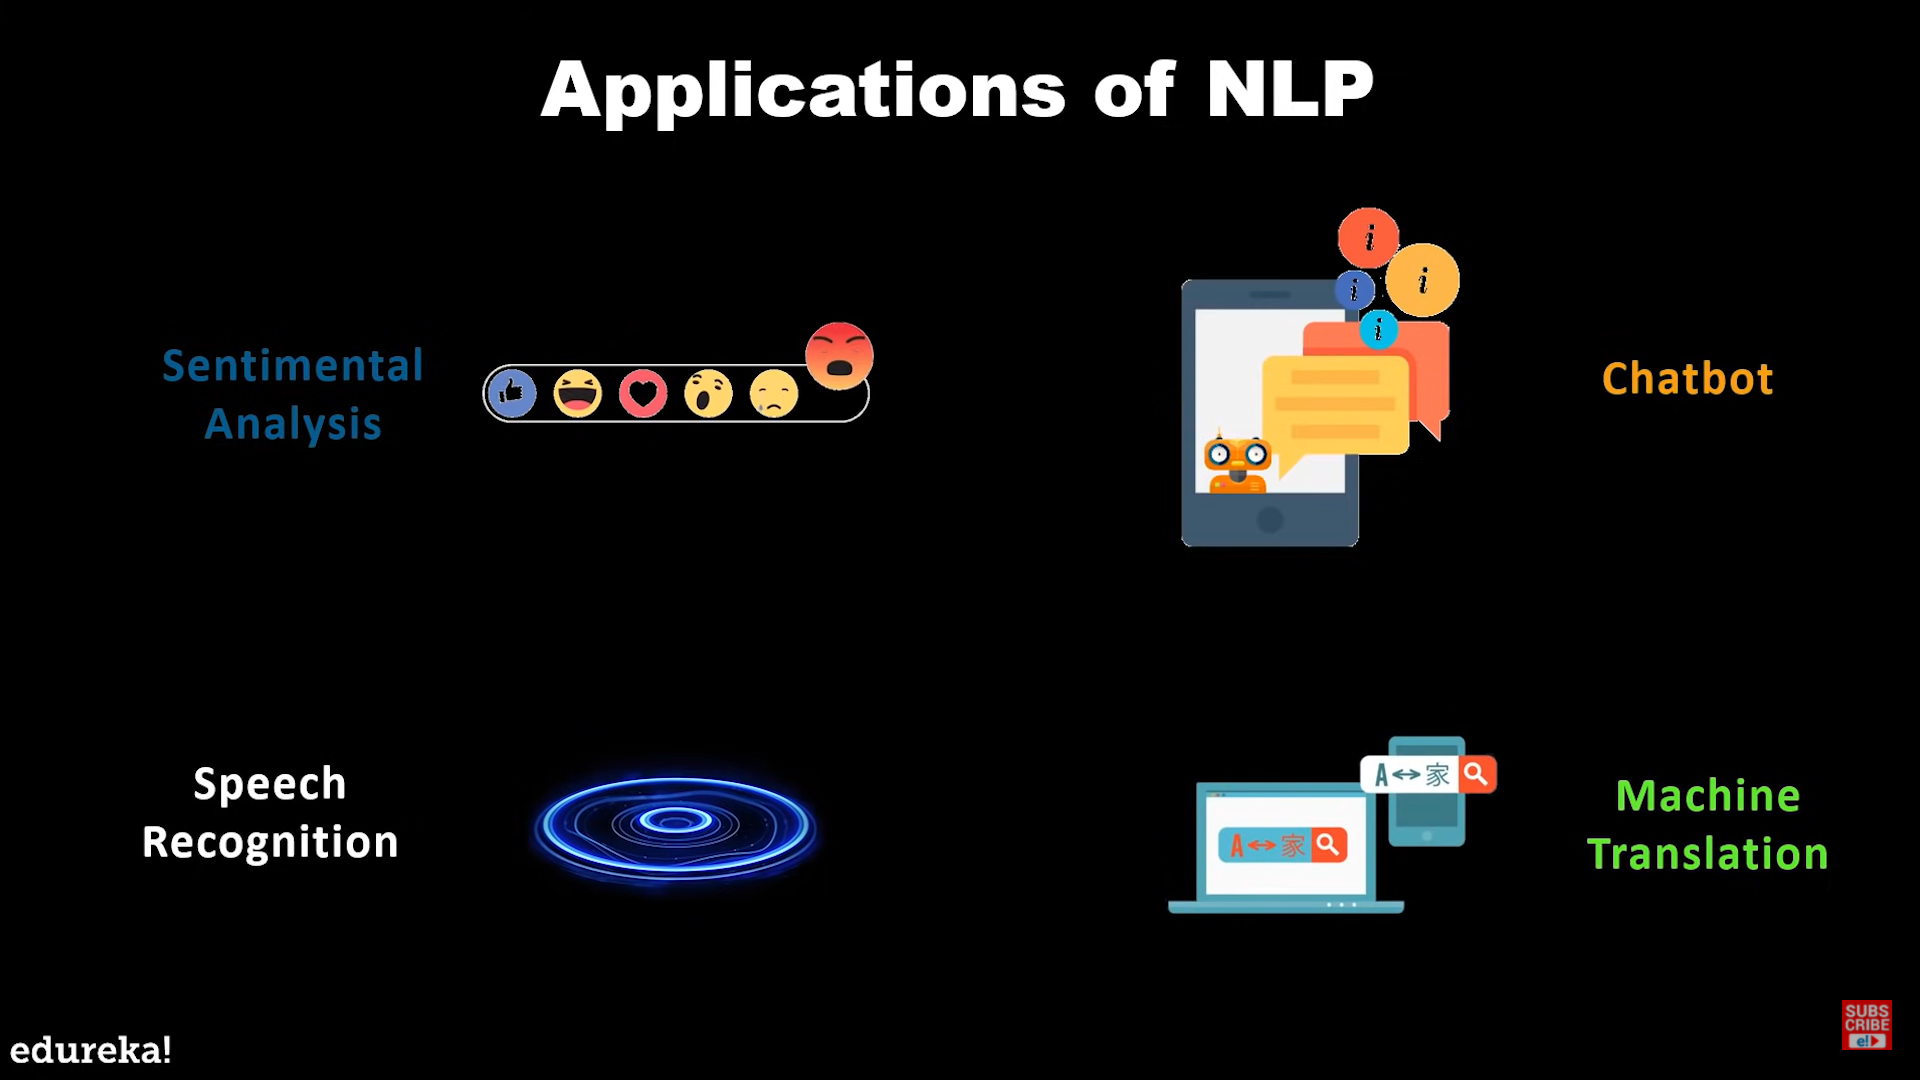 Applications of NLP
Sentimental
Analysis
Chatbot
i
i
i
i
Speech
Recognition
A↔家
A↔家
Machine
Translation
edureka!
SUBS
CRIBE
e!